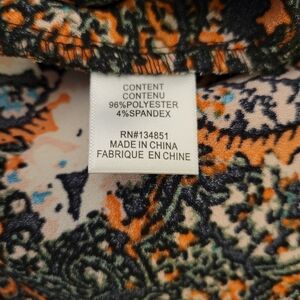 CONTENT
CONTENU
96%POLYESTER
4%SPANDEX
RN#134851
MADE IN CHINA
FABRIQUE EN CHINE